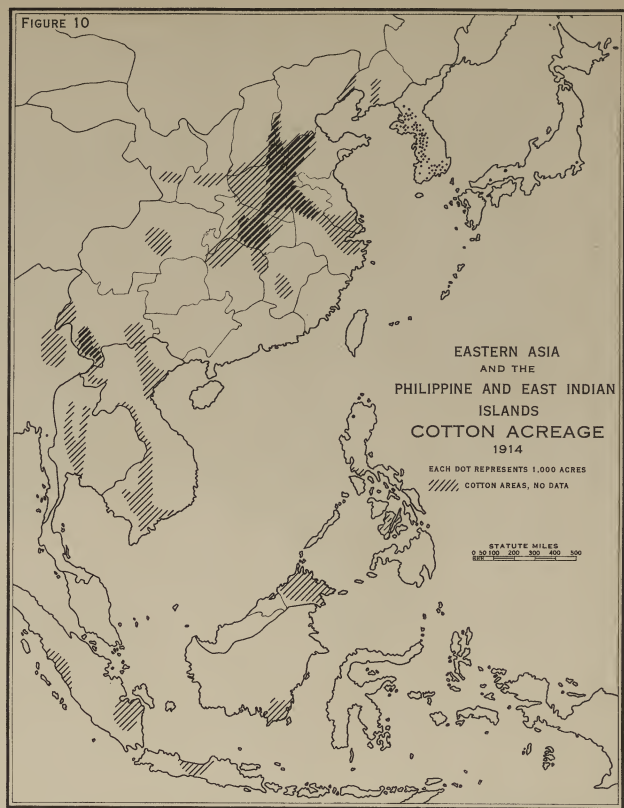 FIGURE 10
EASTERN ASIA
AND THE
PHILIPPINE AND EAST INDIAN
ISLANDS
COTTON ACREAGE
1914
EACH DOT REPRESENTS 1,000 ACRES
COTTON AREAS, NO DATA
STATUTE MILES
0 50 100 200 300 400 500